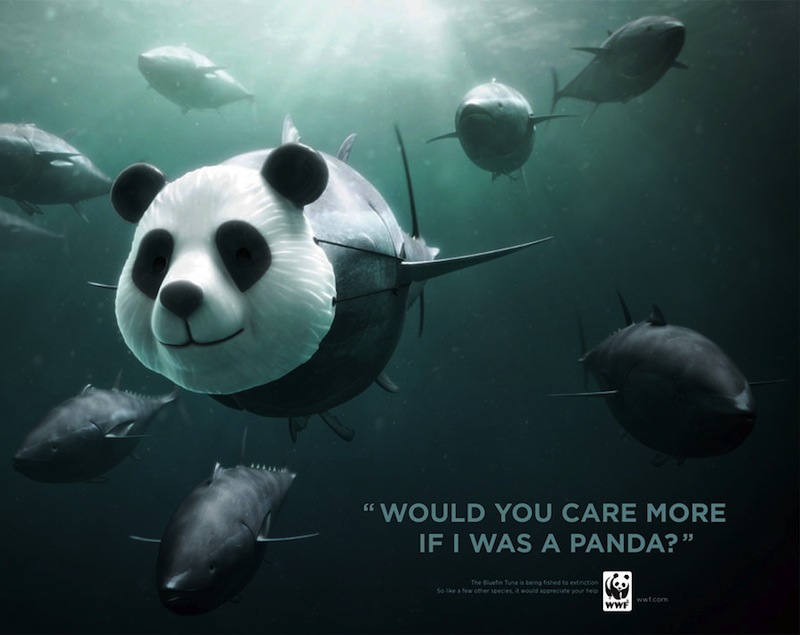 “WOULD YOU CARE MORE
IF I WAS A PANDA?”
The Bluefin Tuna is being fished to extinction
So like a few other species, it would appreciate your help
WWF
wwf.com